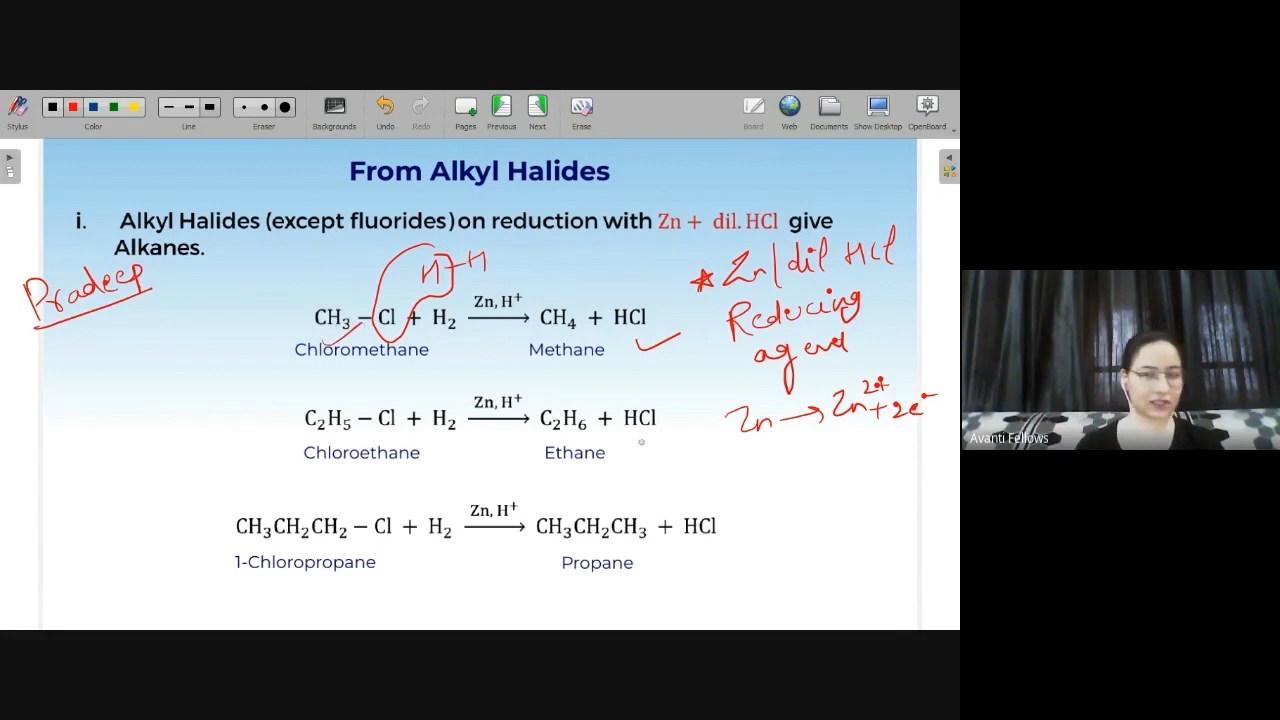 Stylus
Color
Line
Eraser
Backgrounds
Undo
Redo
Pages
Previous
Next
Erase
Board
Web
Documents
Show Desktop
OpenBoard
From Alkyl Halides
i. Alkyl Halides (except fluorides) on reduction with Zn + dil. HCl give
Alkanes.
Pradeep
H–H
* Zn/dil HCl
Reducing
agent
Zn → Zn²⁺ + 2e⁻
CH₃ – Cl + H₂ ⟶ CH₄ + HCl
Zn, H⁺
Chloromethane Methane
C₂H₅ – Cl + H₂ ⟶ C₂H₆ + HCl
Zn, H⁺
Chloroethane Ethane
CH₃CH₂CH₂ – Cl + H₂ ⟶ CH₃CH₂CH₃ + HCl
Zn, H⁺
1-Chloropropane Propane
Avanti Fellows